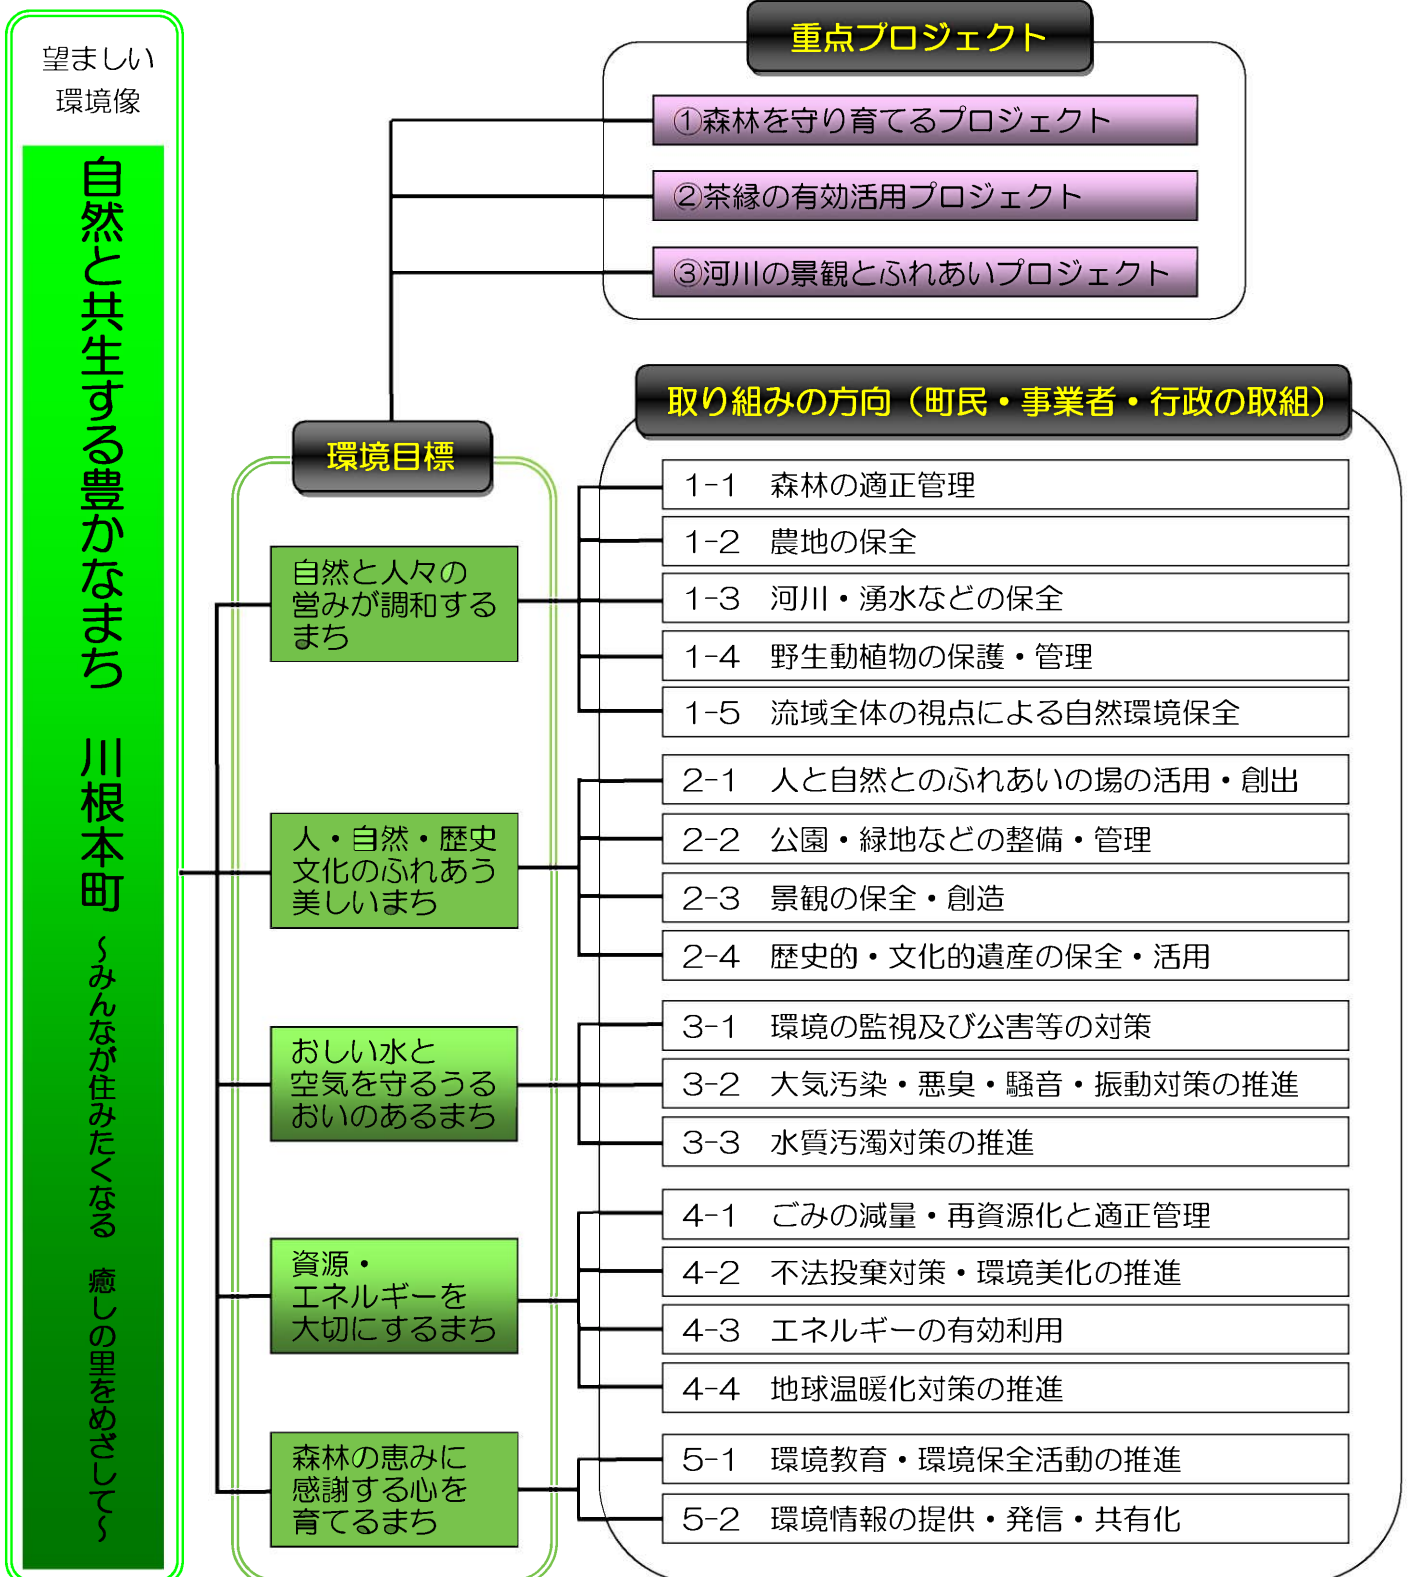 望ましい
環境像
自然と共生する豊かなまち　川根本町　～みんなが住みたくなる　癒しの里をめざして～
重点プロジェクト
①森林を守り育てるプロジェクト
②茶縁の有効活用プロジェクト
③河川の景観とふれあいプロジェクト
環境目標
取り組みの方向（町民・事業者・行政の取組）
自然と人々の
営みが調和する
まち
1-1　森林の適正管理
1-2　農地の保全
1-3　河川・湧水などの保全
1-4　野生動植物の保護・管理
1-5　流域全体の視点による自然環境保全
人・自然・歴史
文化のふれあう
美しいまち
2-1　人と自然とのふれあいの場の活用・創出
2-2　公園・緑地などの整備・管理
2-3　景観の保全・創造
2-4　歴史的・文化的遺産の保全・活用
おしい水と
空気を守るうる
おいのあるまち
3-1　環境の監視及び公害等の対策
3-2　大気汚染・悪臭・騒音・振動対策の推進
3-3　水質汚濁対策の推進
資源・
エネルギーを
大切にするまち
4-1　ごみの減量・再資源化と適正管理
4-2　不法投棄対策・環境美化の推進
4-3　エネルギーの有効利用
4-4　地球温暖化対策の推進
森林の恵みに
感謝する心を
育てるまち
5-1　環境教育・環境保全活動の推進
5-2　環境情報の提供・発信・共有化